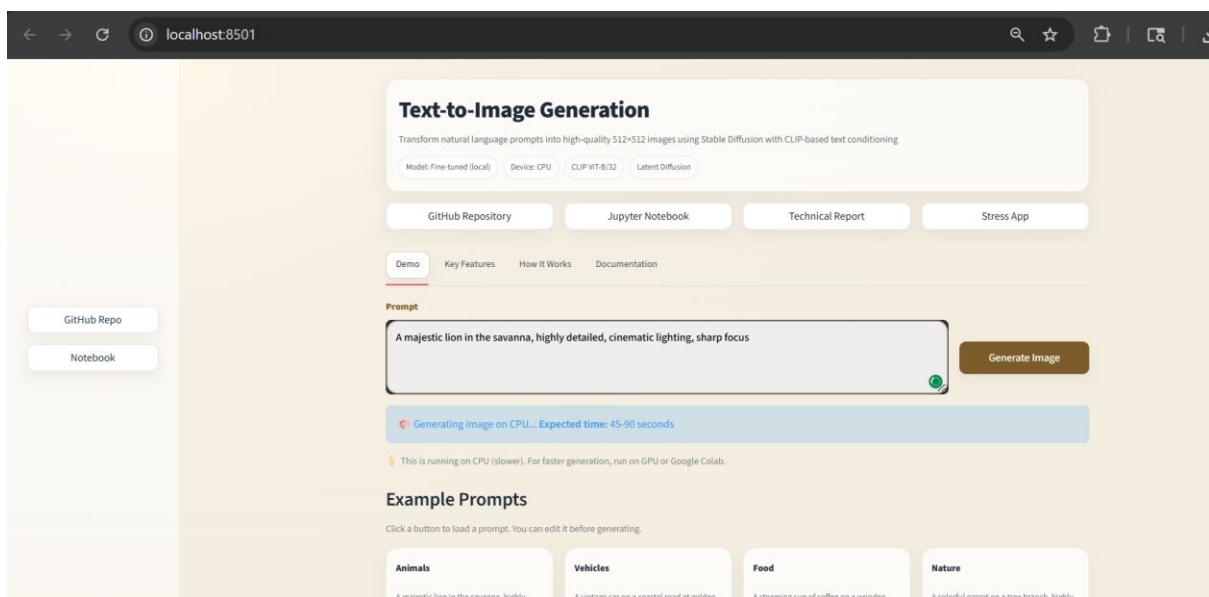 localhost:8501
Text-to-Image Generation
Transform natural language prompts into high-quality 512×512 images using Stable Diffusion with CLIP-based text conditioning
Model: Fine-tuned (local) Device: CPU CLIP ViT-B/32 Latent Diffusion
GitHub Repository Jupyter Notebook Technical Report Stress App
Demo Key Features How It Works Documentation
Prompt
GitHub Repo
Notebook
A majestic lion in the savanna, highly detailed, cinematic lighting, sharp focus
Generate Image
Generating image on CPU... Expected time: 45-90 seconds
This is running on CPU (slower). For faster generation, run on GPU or Google Colab.
Example Prompts
Click a button to load a prompt. You can edit it before generating.
Animals Vehicles Food Nature